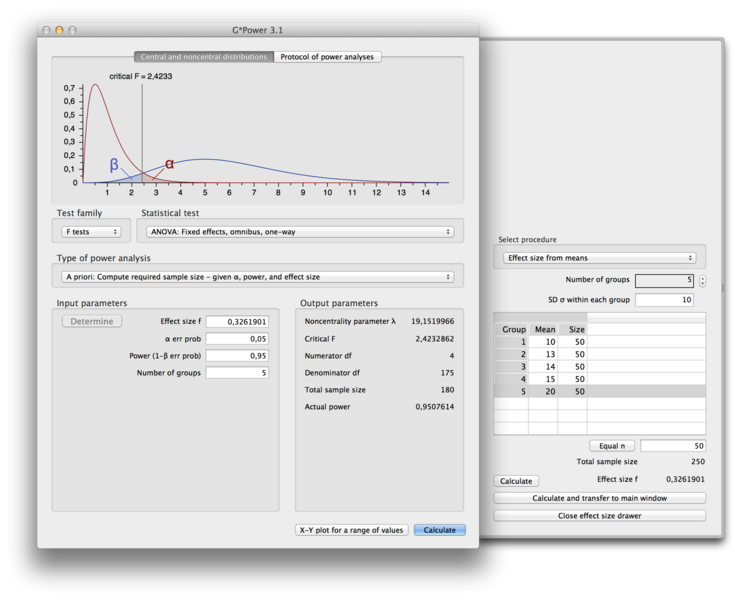 G*Power 3.1
Central and noncentral distributions
Protocol of power analyses
critical F = 2,4233
0,7
0,6
0,5
0,4
0,3
0,2
0,1
0
β
α
1 2 3 4 5 6 7 8 9 10 11 12 13 14
Test family
Statistical test
F tests
ANOVA: Fixed effects, omnibus, one-way
Type of power analysis
A priori: Compute required sample size - given α, power, and effect size
Input parameters
Determine
Effect size f 0,3261901
α err prob 0,05
Power (1-β err prob) 0,95
Number of groups 5
Output parameters
Noncentrality parameter λ 19,1519966
Critical F 2,4232862
Numerator df 4
Denominator df 175
Total sample size 180
Actual power 0,9507614
X-Y plot for a range of values
Calculate
Select procedure
Effect size from means
Number of groups 5
SD σ within each group 10
Group Mean Size
1 10 50
2 13 50
3 14 50
4 15 50
5 20 50
Equal n 50
Total sample size 250
Calculate
Effect size f 0,3261901
Calculate and transfer to main window
Close effect size drawer